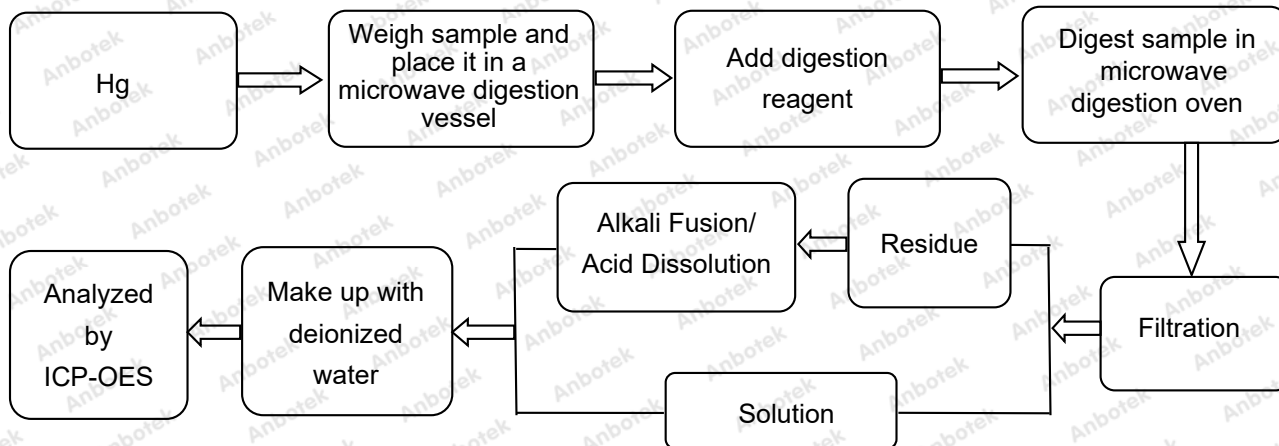 Hg
Weigh sample and
place it in a
microwave digestion
vessel
Add digestion
reagent
Digest sample in
microwave
digestion oven
Filtration
Residue
Alkali Fusion/
Acid Dissolution
Solution
Make up with
deionized
water
Analyzed
by
ICP-OES
Anbotek